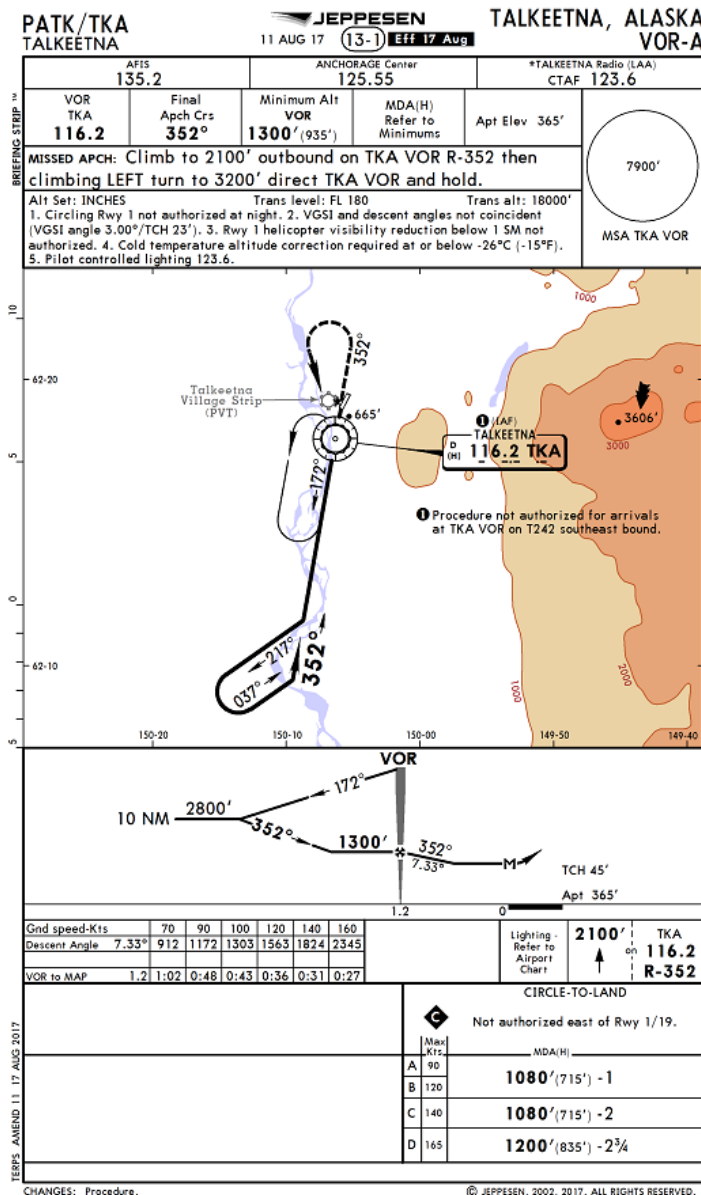 PATK/TKA
TALKEETNA
JEPPESEN
11 AUG 17 13-1 Eff 17 Aug
TALKEETNA, ALASKA
VOR-A
BRIEFING STRIP ™
AFIS
135.2
ANCHORAGE Center
125.55
*TALKEETNA Radio (LAA)
CTAF 123.6
VOR
TKA
116.2
Final
Apch Crs
352°
Minimum Alt
VOR
1300'(935')
MDA(H)
Refer to
Minimums
Apt Elev 365'
7900'
MSA TKA VOR
MISSED APCH: Climb to 2100' outbound on TKA VOR R-352 then
climbing LEFT turn to 3200' direct TKA VOR and hold.
Alt Set: INCHES Trans level: FL 180 Trans alt: 18000'
1. Circling Rwy 1 not authorized at night. 2. VGSI and descent angles not coincident
(VGSI angle 3.00°/TCH 23'). 3. Rwy 1 helicopter visibility reduction below 1 SM not
authorized. 4. Cold temperature altitude correction required at or below -26°C (-15°F).
5. Pilot controlled lighting 123.6.
10
1000
352°
62-20
Talkeetna
Village Strip
(PVT)
665'
3606'
3000
1 (IAF)
TALKEETNA
D
(H) 116.2 TKA
5
172°
1 Procedure not authorized for arrivals
at TKA VOR on T242 southeast bound.
0
217°
037°
352°
62-10
1000
2000
5
150-20 150-10 150-00 149-50 149-40
VOR
172°
10 NM 2800'
352°
1300'
352°
7.33°
M
TCH 45'
Apt 365'
1.2 0
Gnd speed-Kts 70 90 100 120 140 160
Descent Angle 7.33° 912 1172 1303 1563 1824 2345
VOR to MAP 1.2 1:02 0:48 0:43 0:36 0:31 0:27
Lighting -
Refer to
Airport
Chart
2100'
on
TKA
116.2
R-352
TERPS AMEND 11 17 AUG 2017
CIRCLE-TO-LAND
C
Not authorized east of Rwy 1/19.
Max
Kts
MDA(H)
A 90
B 120
1080'(715') -1
C 140 1080'(715') -2
D 165 1200'(835') -2¾
CHANGES: Procedure.
© JEPPESEN, 2002, 2017. ALL RIGHTS RESERVED.